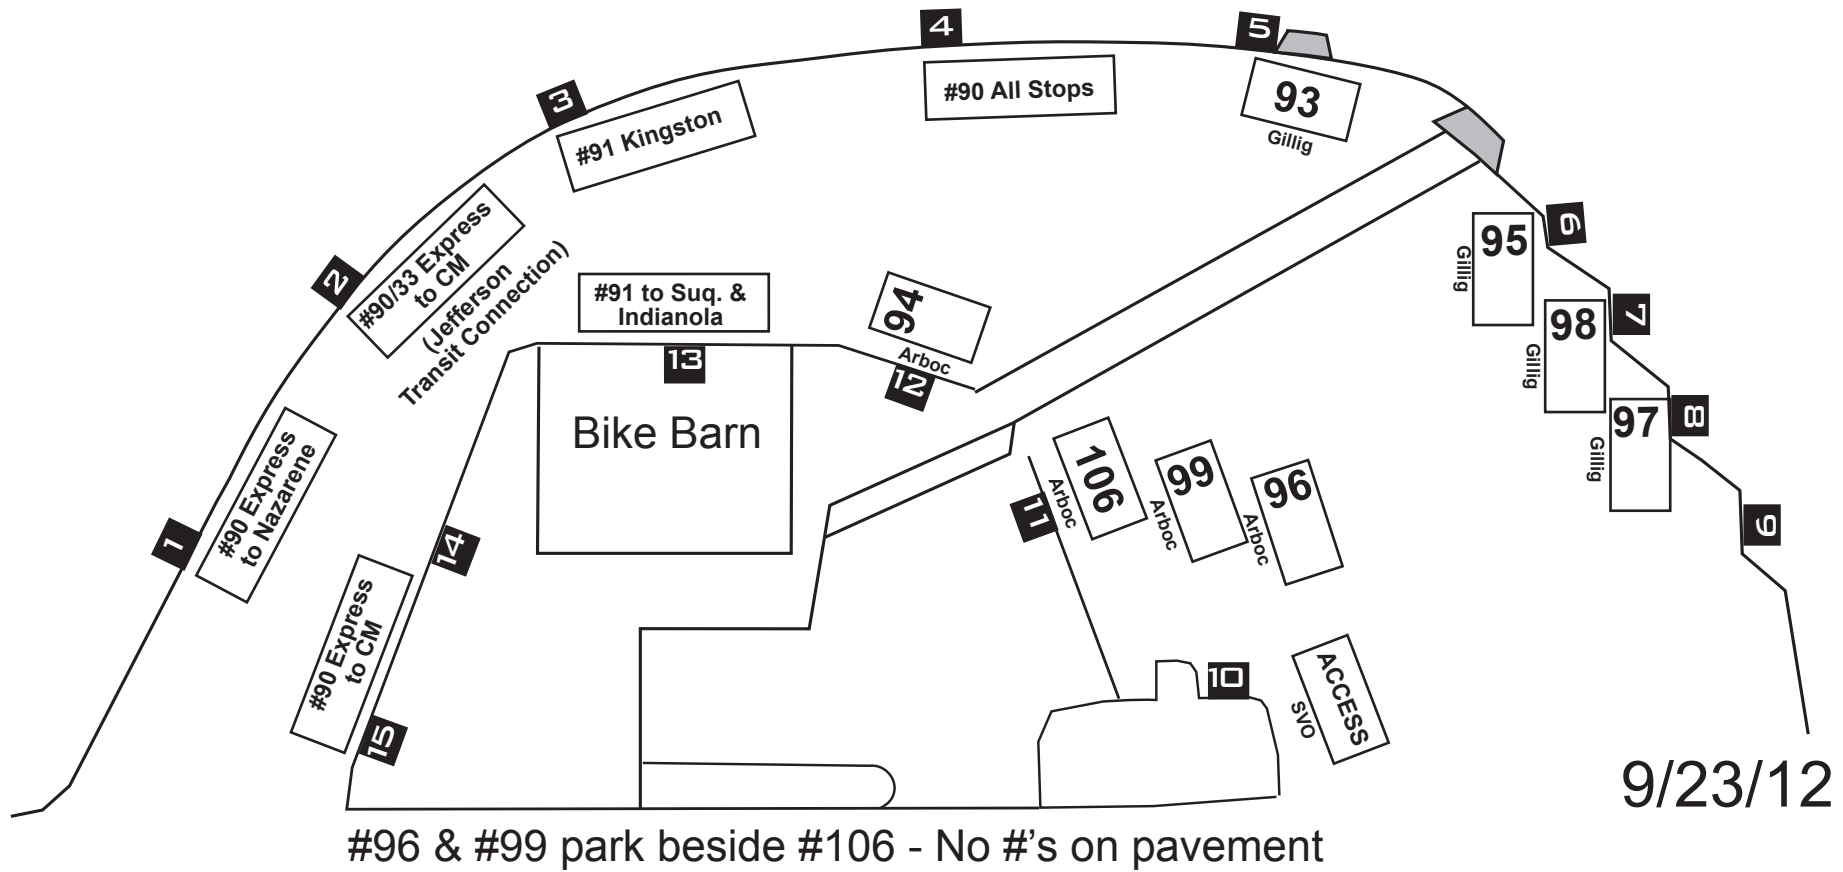 4
5
3
#90 All Stops
93
Gillig
#91 Kingston
2
#90/33 Express
to CM
(Jefferson
Transit Connection)
#91 to Suq. &
Indianola
13
94
Arboc
12
6
95
Gillig
7
98
Gillig
8
97
Gillig
9
Bike Barn
1
#90 Express
to Nazarene
14
#90 Express
to CM
15
11
106
Arboc
99
Arboc
96
Arboc
10
ACCESS
SVO
9/23/12
#96 & #99 park beside #106 - No #'s on pavement